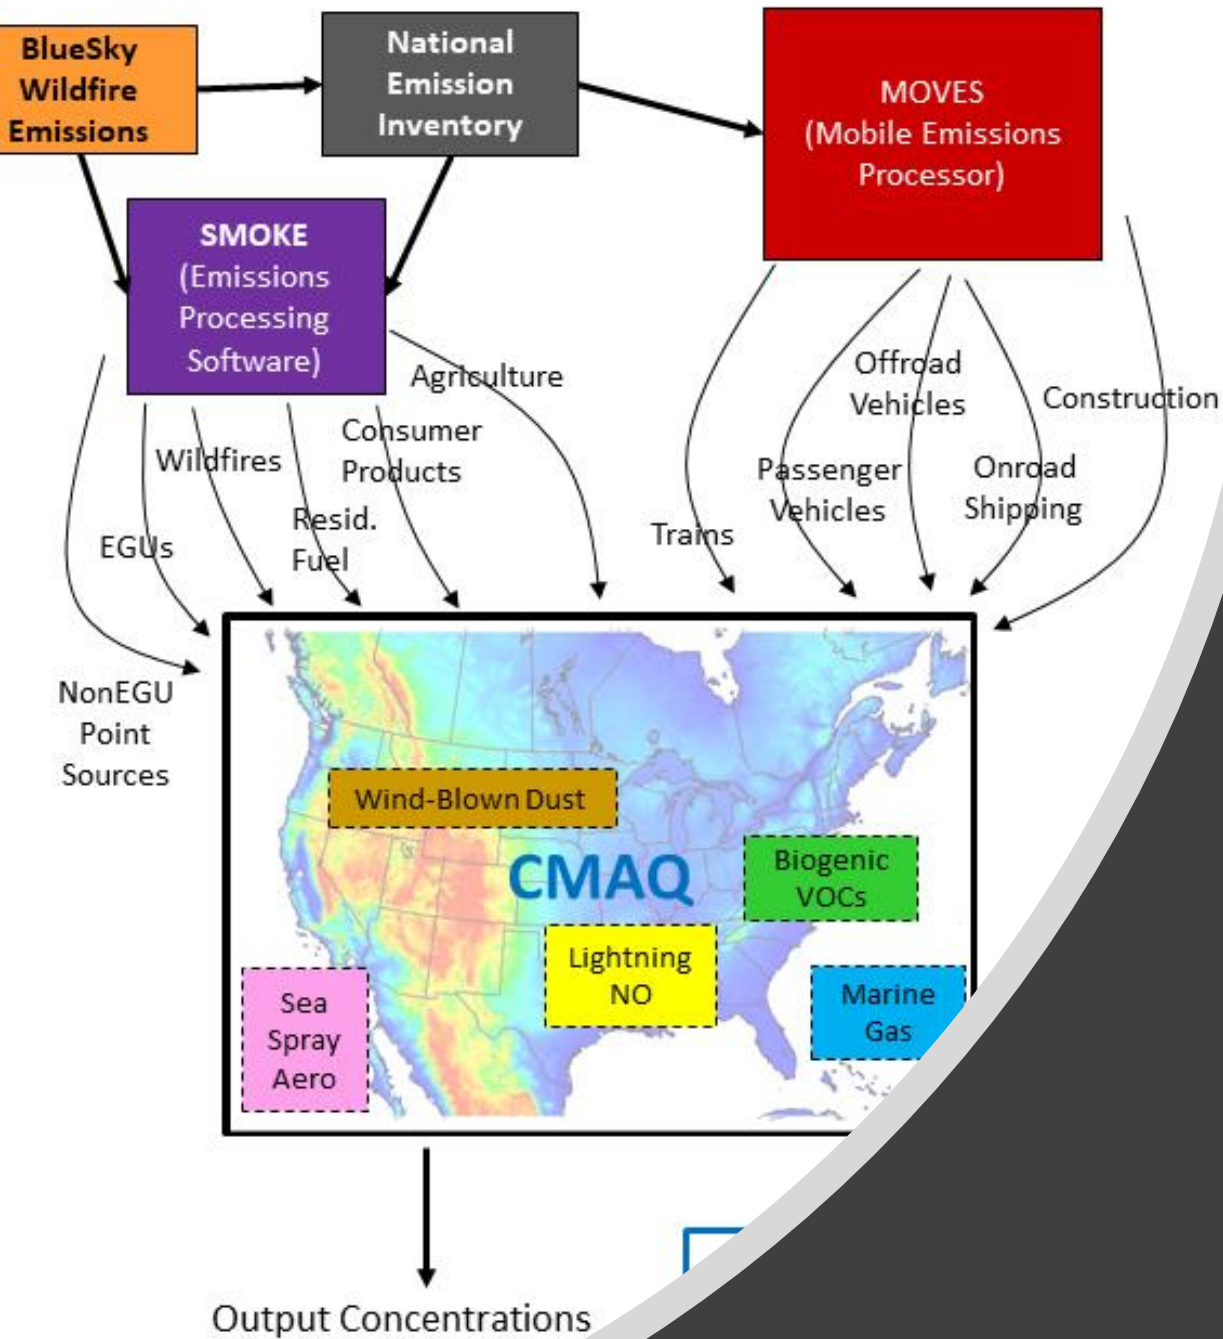 BlueSky
Wildfire
Emissions
National
Emission
Inventory
MOVES
(Mobile Emissions
Processor)
SMOKE
(Emissions
Processing
Software)
Agriculture
Consumer
Products
Wildfires
Resid.
Fuel
EGUs
NonEGU
Point
Sources
Offroad
Vehicles
Construction
Passenger
Vehicles
Onroad
Shipping
Trains
Wind-Blown Dust
CMAQ
Biogenic
VOCs
Lightning
NO
Sea
Spray
Aero
Marine
Gas
Output Concentrations